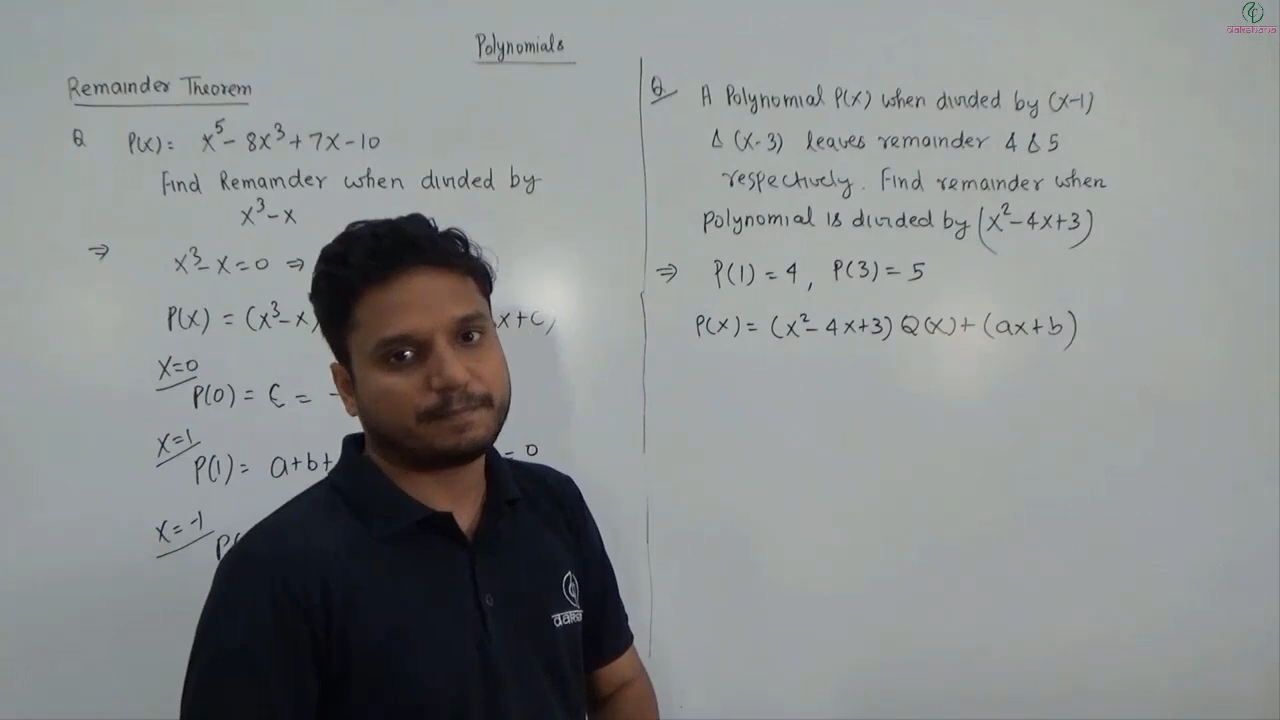 Polynomials
Remainder Theorem
Q P(x) = x⁵ - 8x³ + 7x - 10
Find Remainder when divided by
x³ - x
⇒ x³ - x = 0 ⇒
P(x) = (x³ - x) x + c)
x=0
P(0) = C = -
x=1
P(1) = a + b + = 0
x = -1
P(
Q. A Polynomial P(x) when divided by (x-1)
& (x-3) leaves remainder 4 & 5
respectively. Find remainder when
polynomial is divided by (x² - 4x + 3)
⇒ P(1) = 4, P(3) = 5
P(x) = (x² - 4x + 3) Q(x) + (ax + b)
dakshana